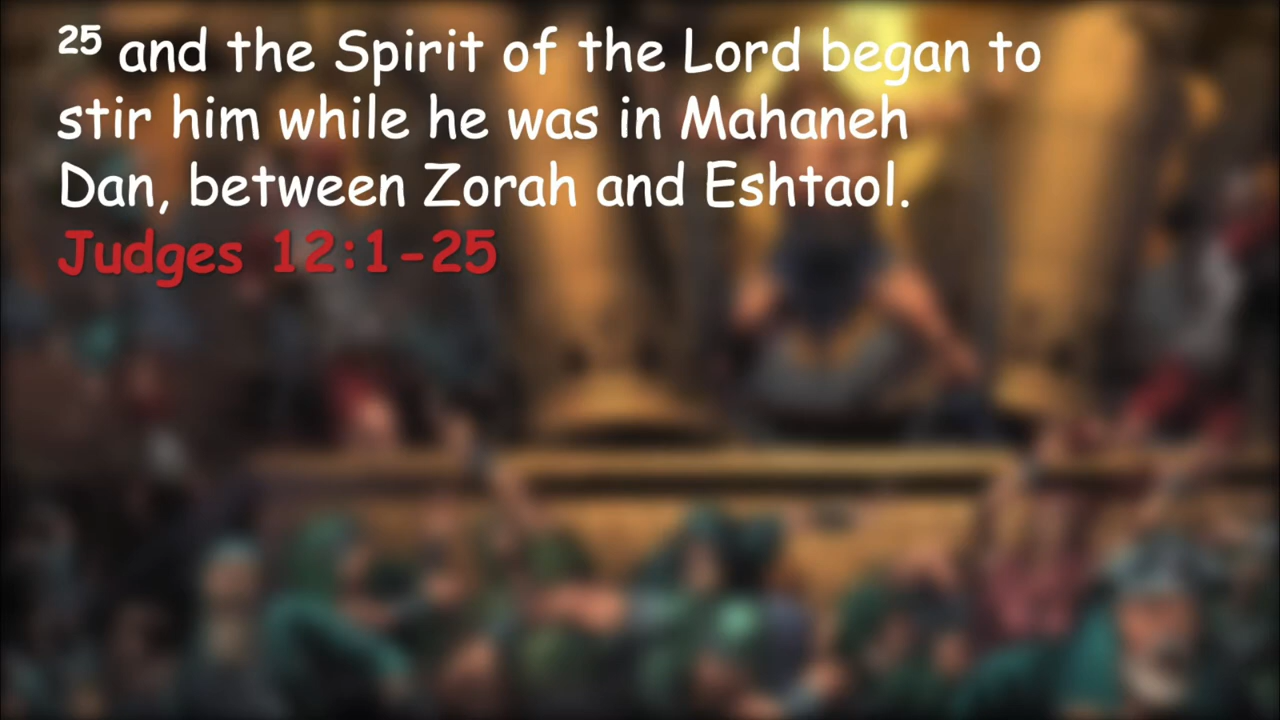 25 and the Spirit of the Lord began to
stir him while he was in Mahaneh
Dan, between Zorah and Eshtaol.
Judges 12:1-25